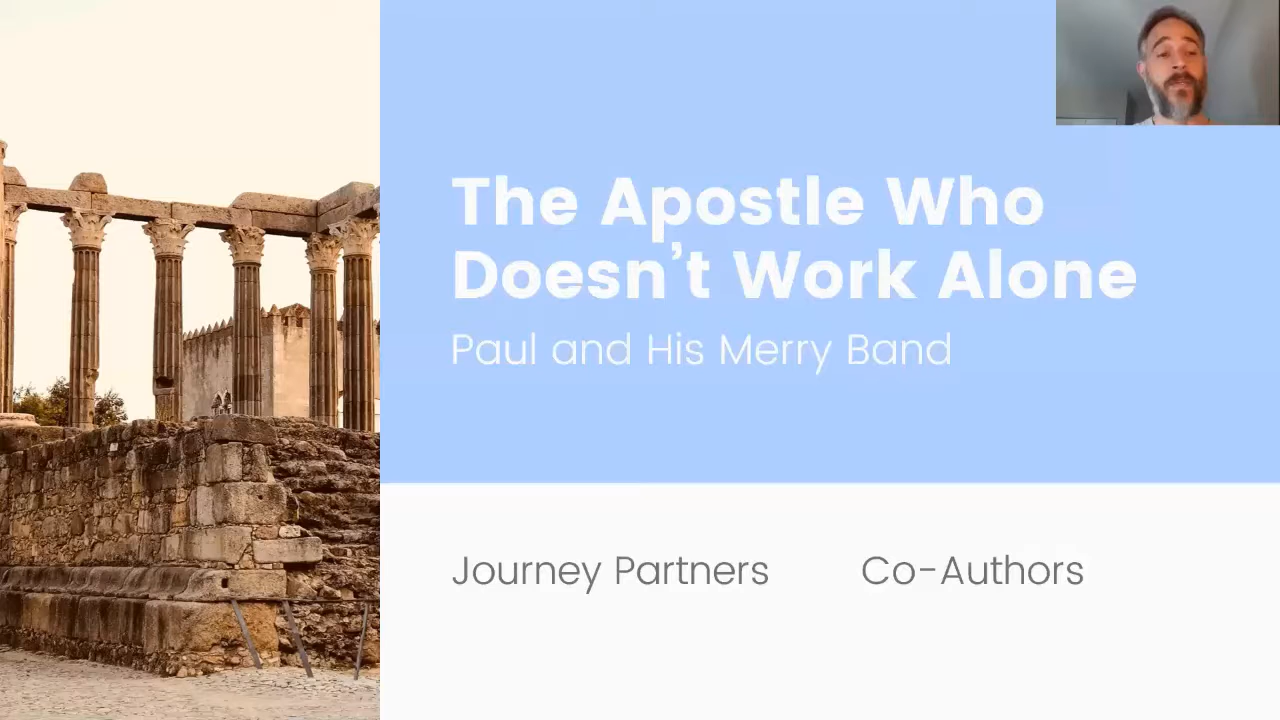 The Apostle Who
Doesn’t Work Alone
Paul and His Merry Band
Journey Partners
Co-Authors